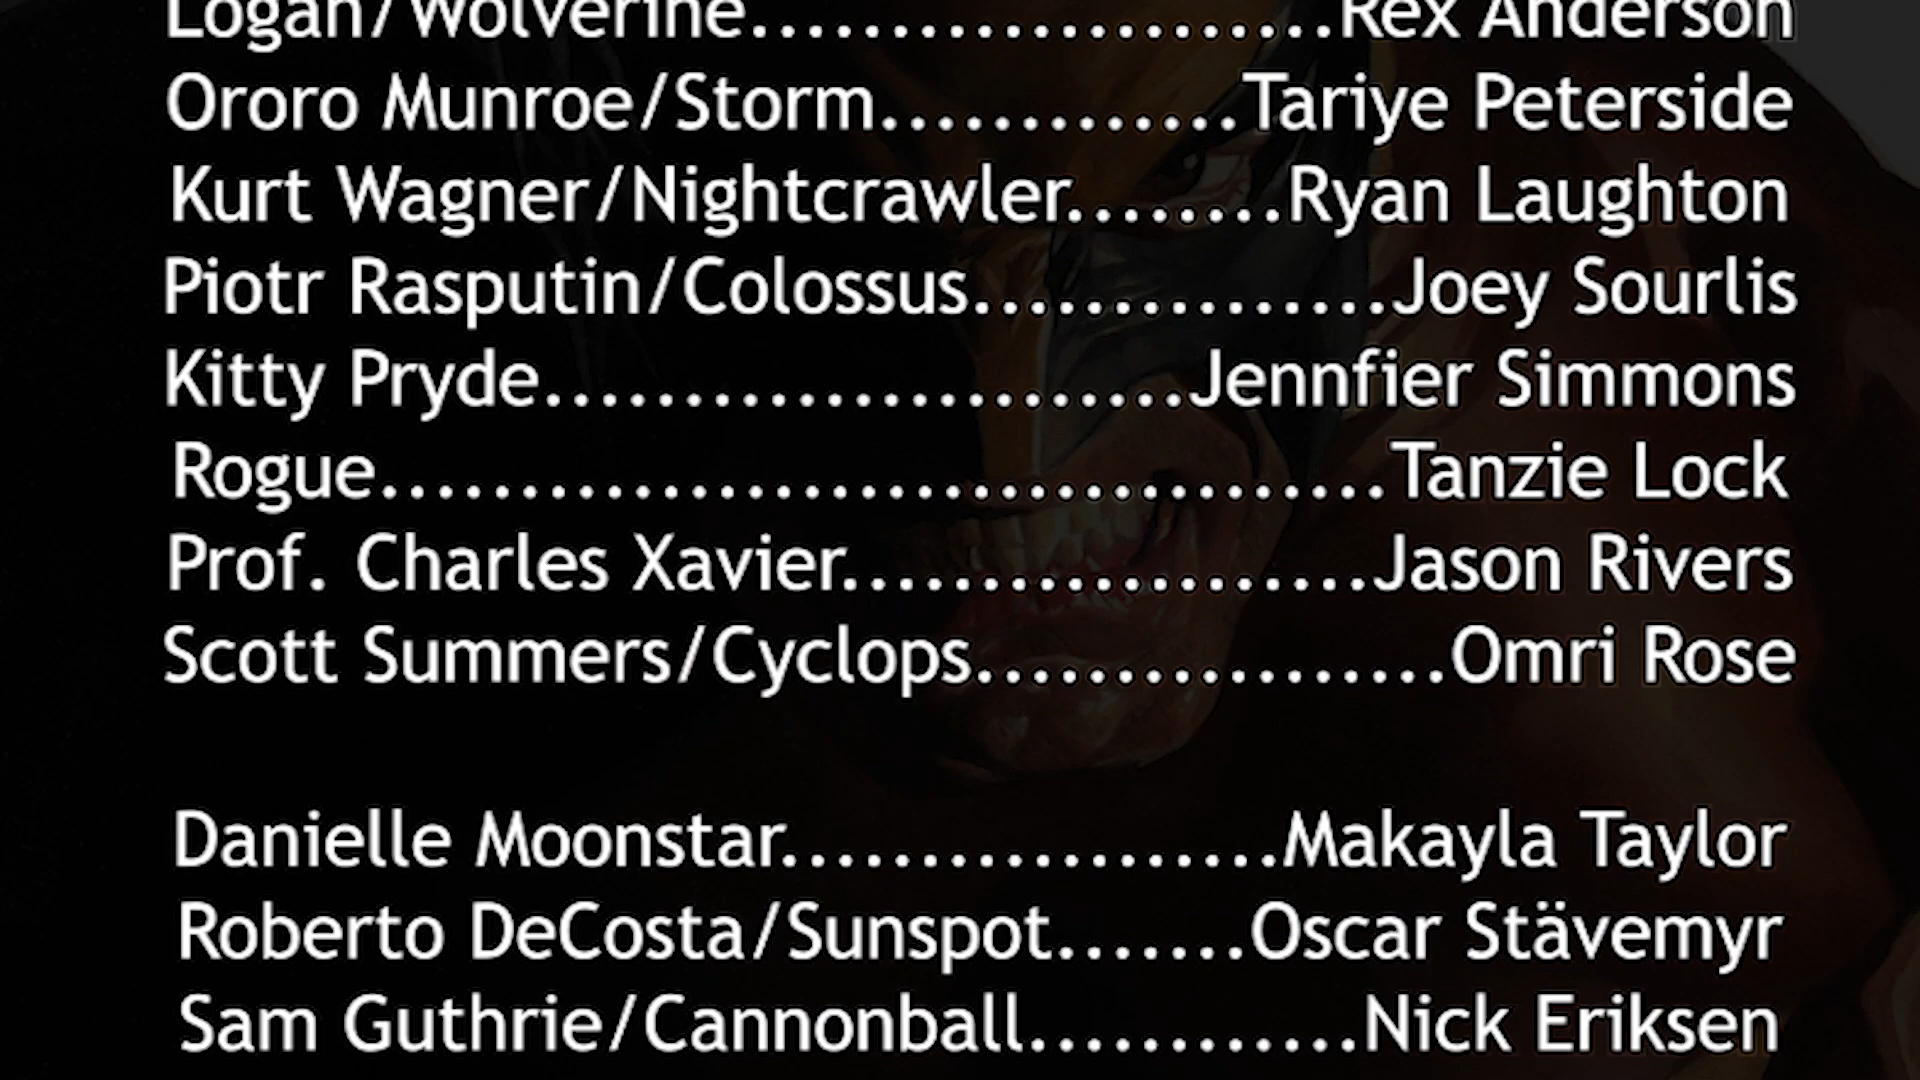 Logan/Wolverine.....................Rex Anderson
Ororo Munroe/Storm.............Tariye Peterside
Kurt Wagner/Nightcrawler........Ryan Laughton
Piotr Rasputin/Colossus...............Joey Sourlis
Kitty Pryde.......................Jennfier Simmons
Rogue....................................Tanzie Lock
Prof. Charles Xavier...................Jason Rivers
Scott Summers/Cyclops.................Omri Rose
Danielle Moonstar..................Makayla Taylor
Roberto DeCosta/Sunspot.......Oscar Stävemyr
Sam Guthrie/Cannonball............Nick Eriksen